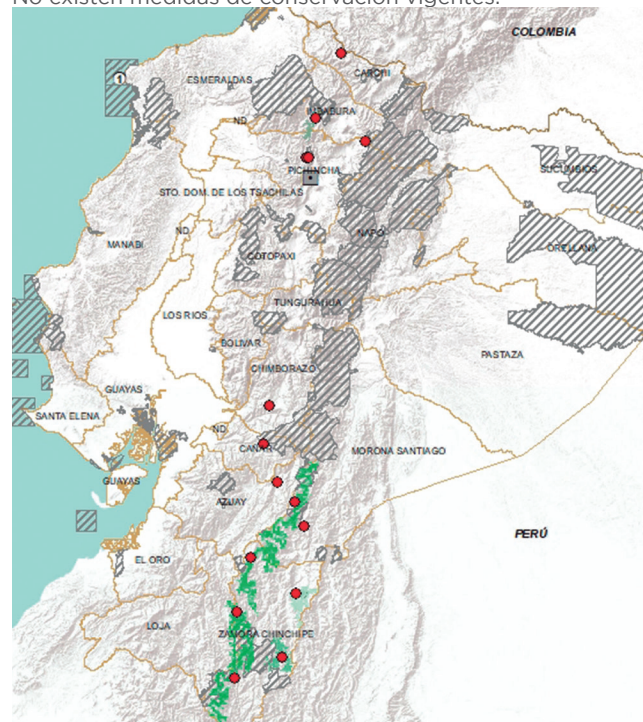 No existen medidas de conservación vigentes.
COLOMBIA
1
ESMERALDAS
CARCHI
IMBABURA
ND
PICHINCHA
SUCUMBIOS
STO. DOM. DE LOS TSACHILAS
MANABI
ND
NAPO
ORELLANA
COTOPAXI
TUNGURAHUA
LOS RIOS
BOLIVAR
PASTAZA
CHIMBORAZO
GUAYAS
SANTA ELENA
ND
CAÑAR
MORONA SANTIAGO
GUAYAS
AZUAY
PERÚ
EL ORO
LOJA
ZAMORA CHINCHIPE